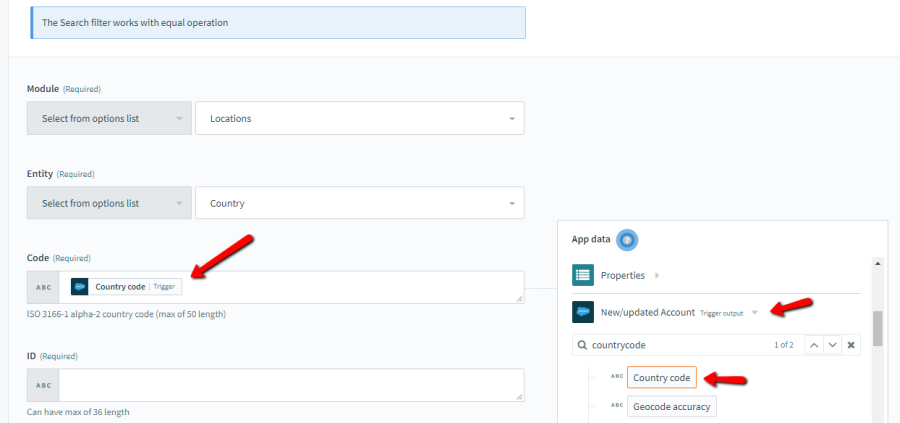 The Search filter works with equal operation
Module (Required)
Select from options list
Locations
Entity (Required)
Select from options list
Country
Code (Required)
ABC
Country code | Trigger
ISO 3166-1 alpha-2 country code (max of 50 length)
ID (Required)
ABC
Can have max of 36 length
App data
Properties
New/updated Account Trigger output
countrycode 1 of 2
ABC Country code
ABC Geocode accuracy